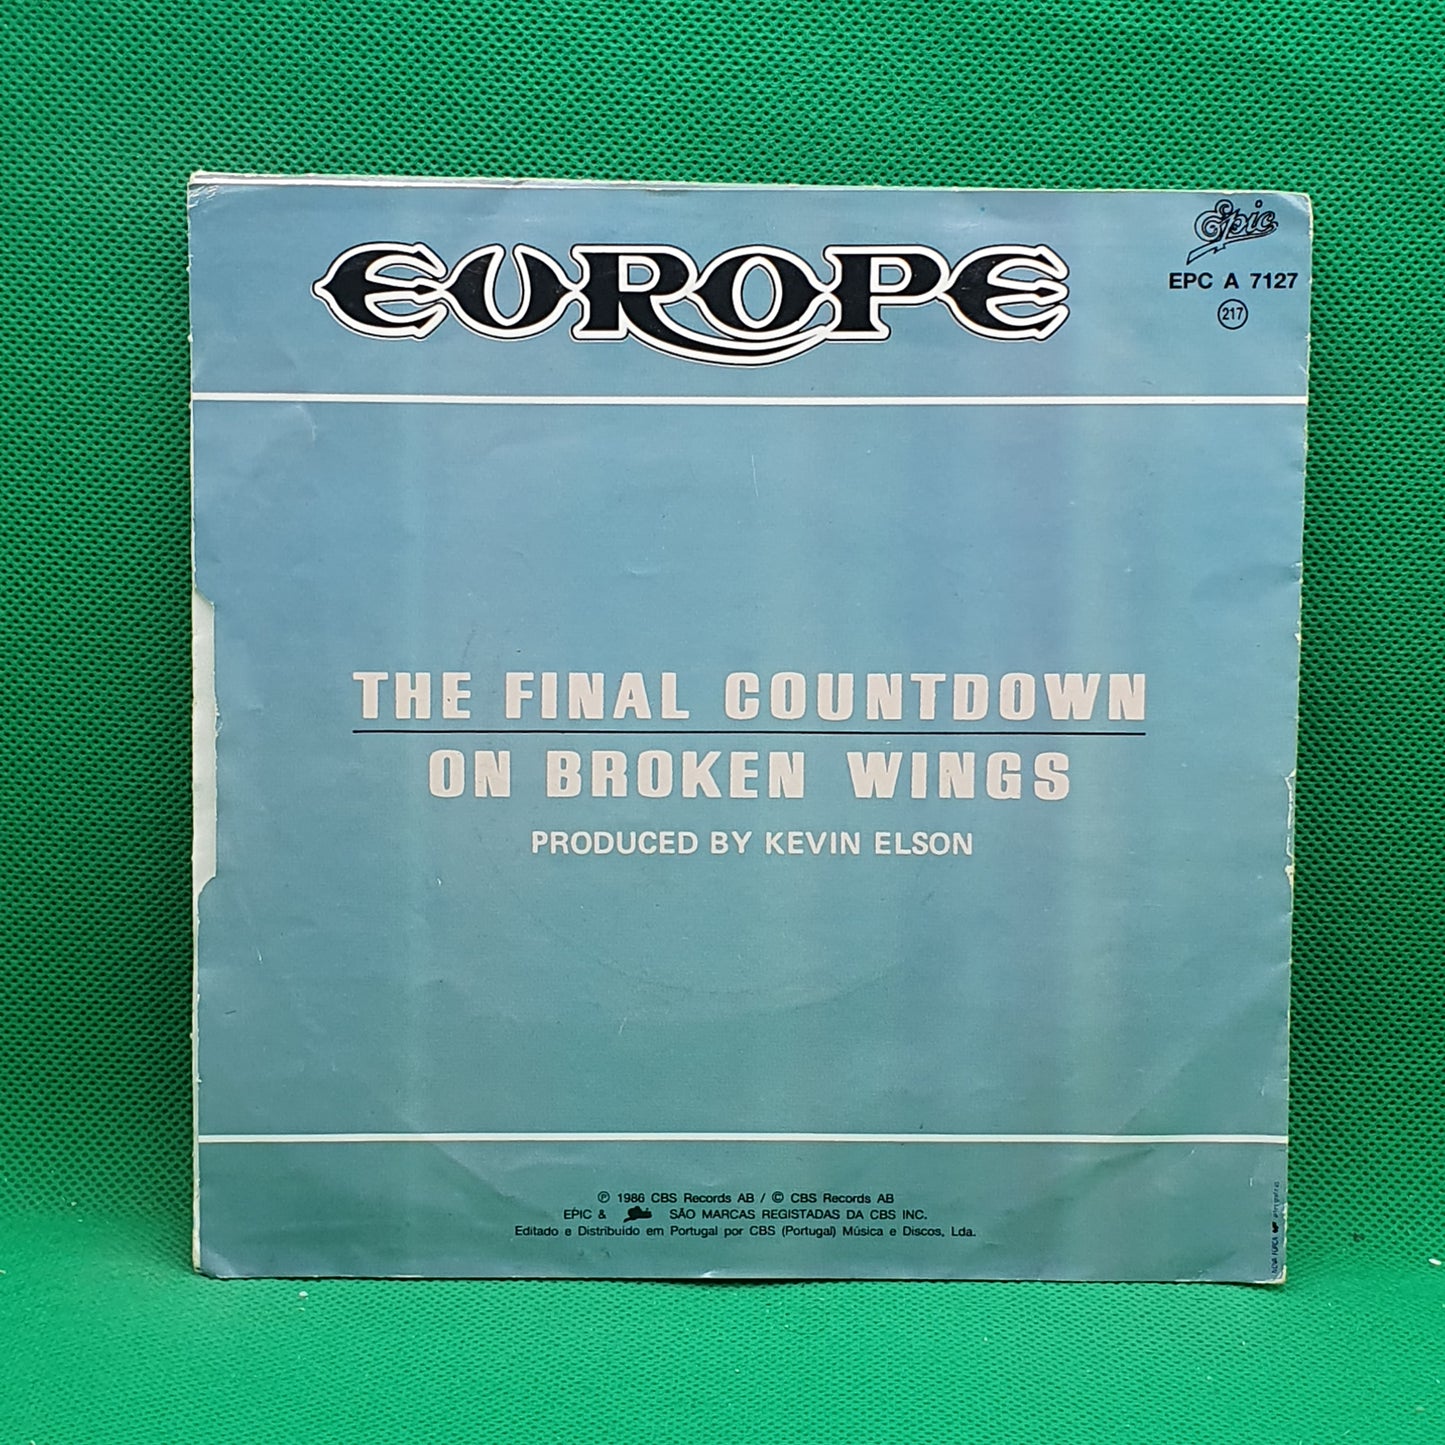 EUROPE
Epic
EPC A 7127
217
THE FINAL COUNTDOWN
ON BROKEN WINGS
PRODUCED BY KEVIN ELSON
℗ 1986 CBS Records AB / © CBS Records AB
EPIC & SÃO MARCAS REGISTADAS DA CBS INC.
Editado e Distribuído em Portugal por CBS (Portugal) Música e Discos, Lda.